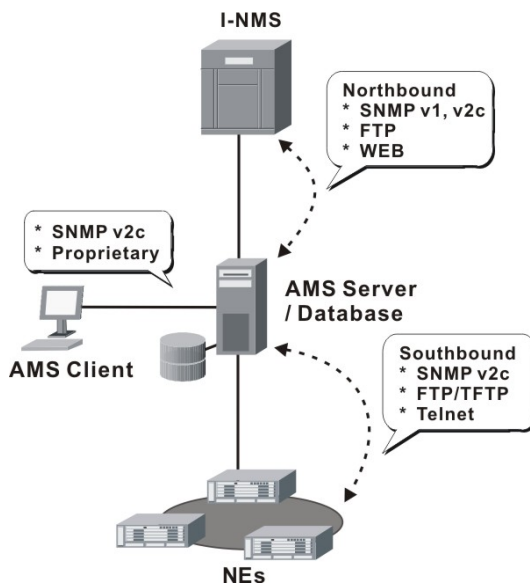 I-NMS
Northbound
* SNMP v1, v2c
* FTP
* WEB
* SNMP v2c
* Proprietary
AMS Server
/ Database
AMS Client
Southbound
* SNMP v2c
* FTP/TFTP
* Telnet
NEs